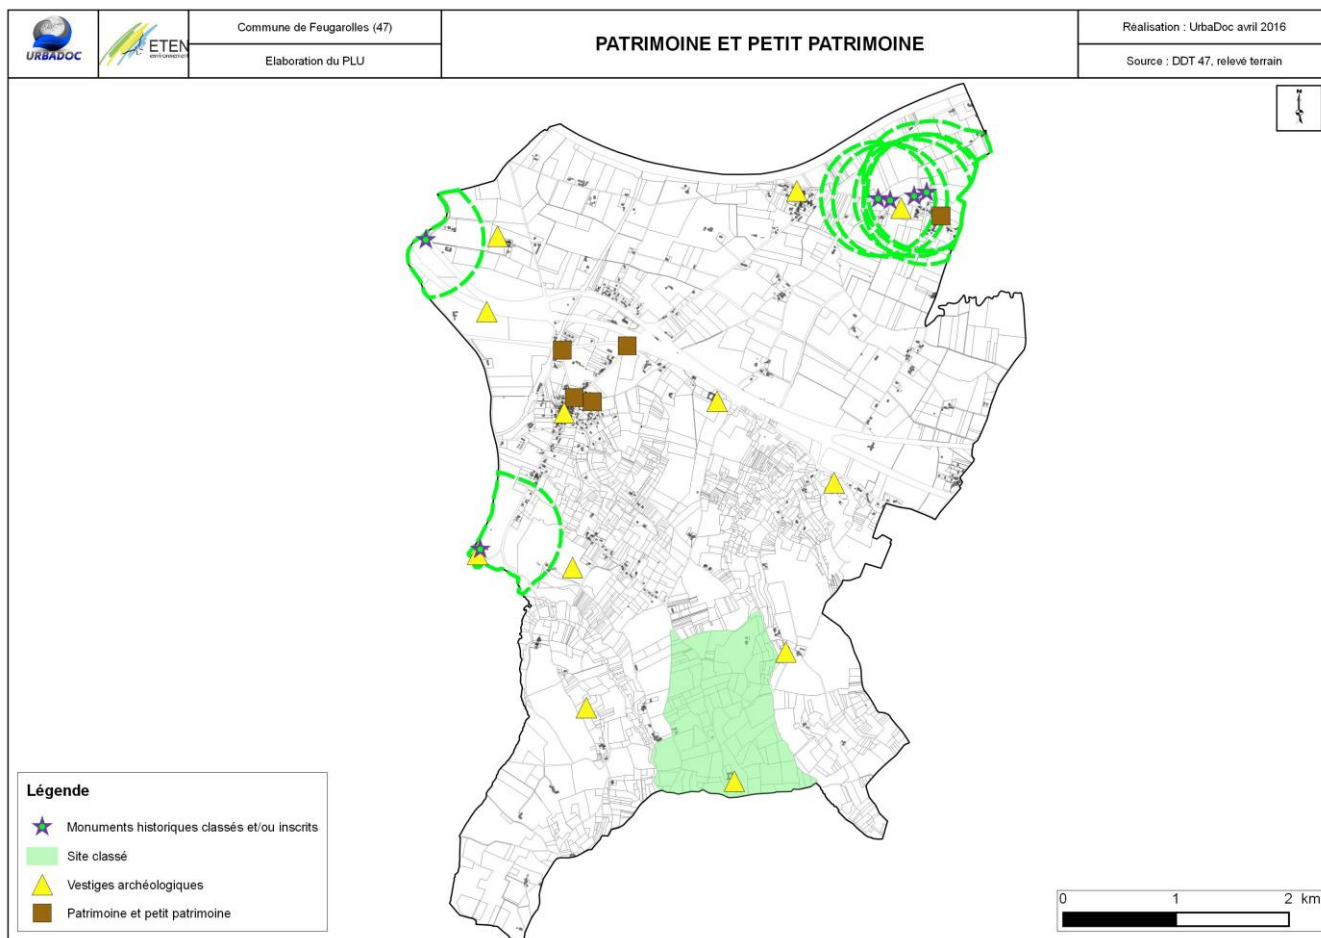 URBADOC
ETEN
environnement
Commune de Feugarolles (47)
Elaboration du PLU
PATRIMOINE ET PETIT PATRIMOINE
Réalisation : UrbaDoc avril 2016
Source : DDT 47, relevé terrain
N
Légende
Monuments historiques classés et/ou inscrits
Site classé
Vestiges archéologiques
Patrimoine et petit patrimoine
0 1 2 km